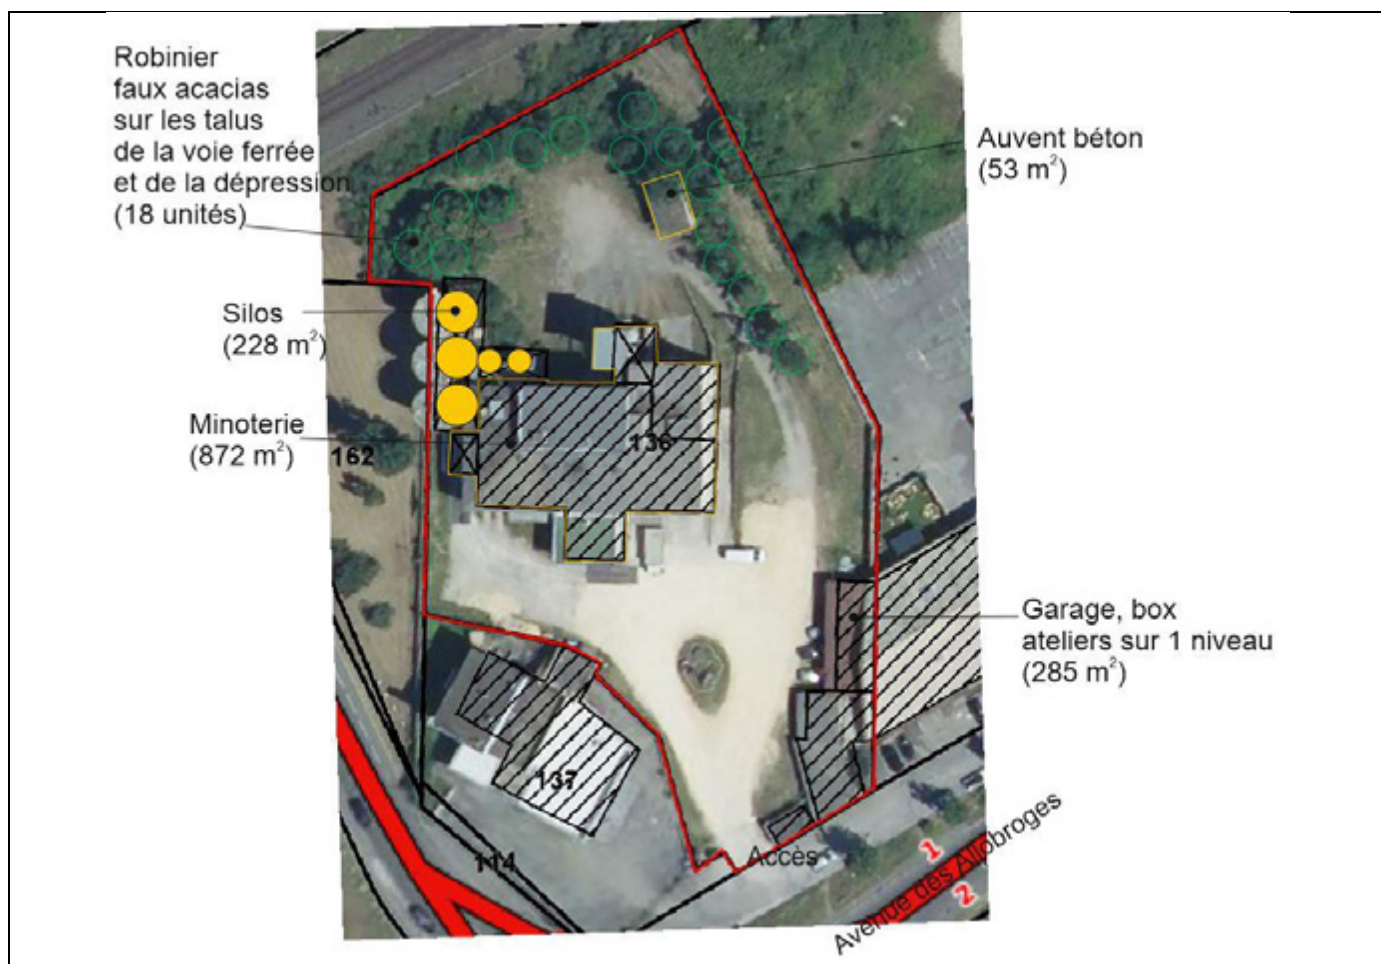 Robinier
faux acacias
sur les talus
de la voie ferrée
et de la dépression
(18 unités)
Auvent béton
(53 m²)
Silos
(228 m²)
Minoterie
(872 m²)
162
136
Garage, box
ateliers sur 1 niveau
(285 m²)
137
114
Accès
Avenue des Allobroges
1
2